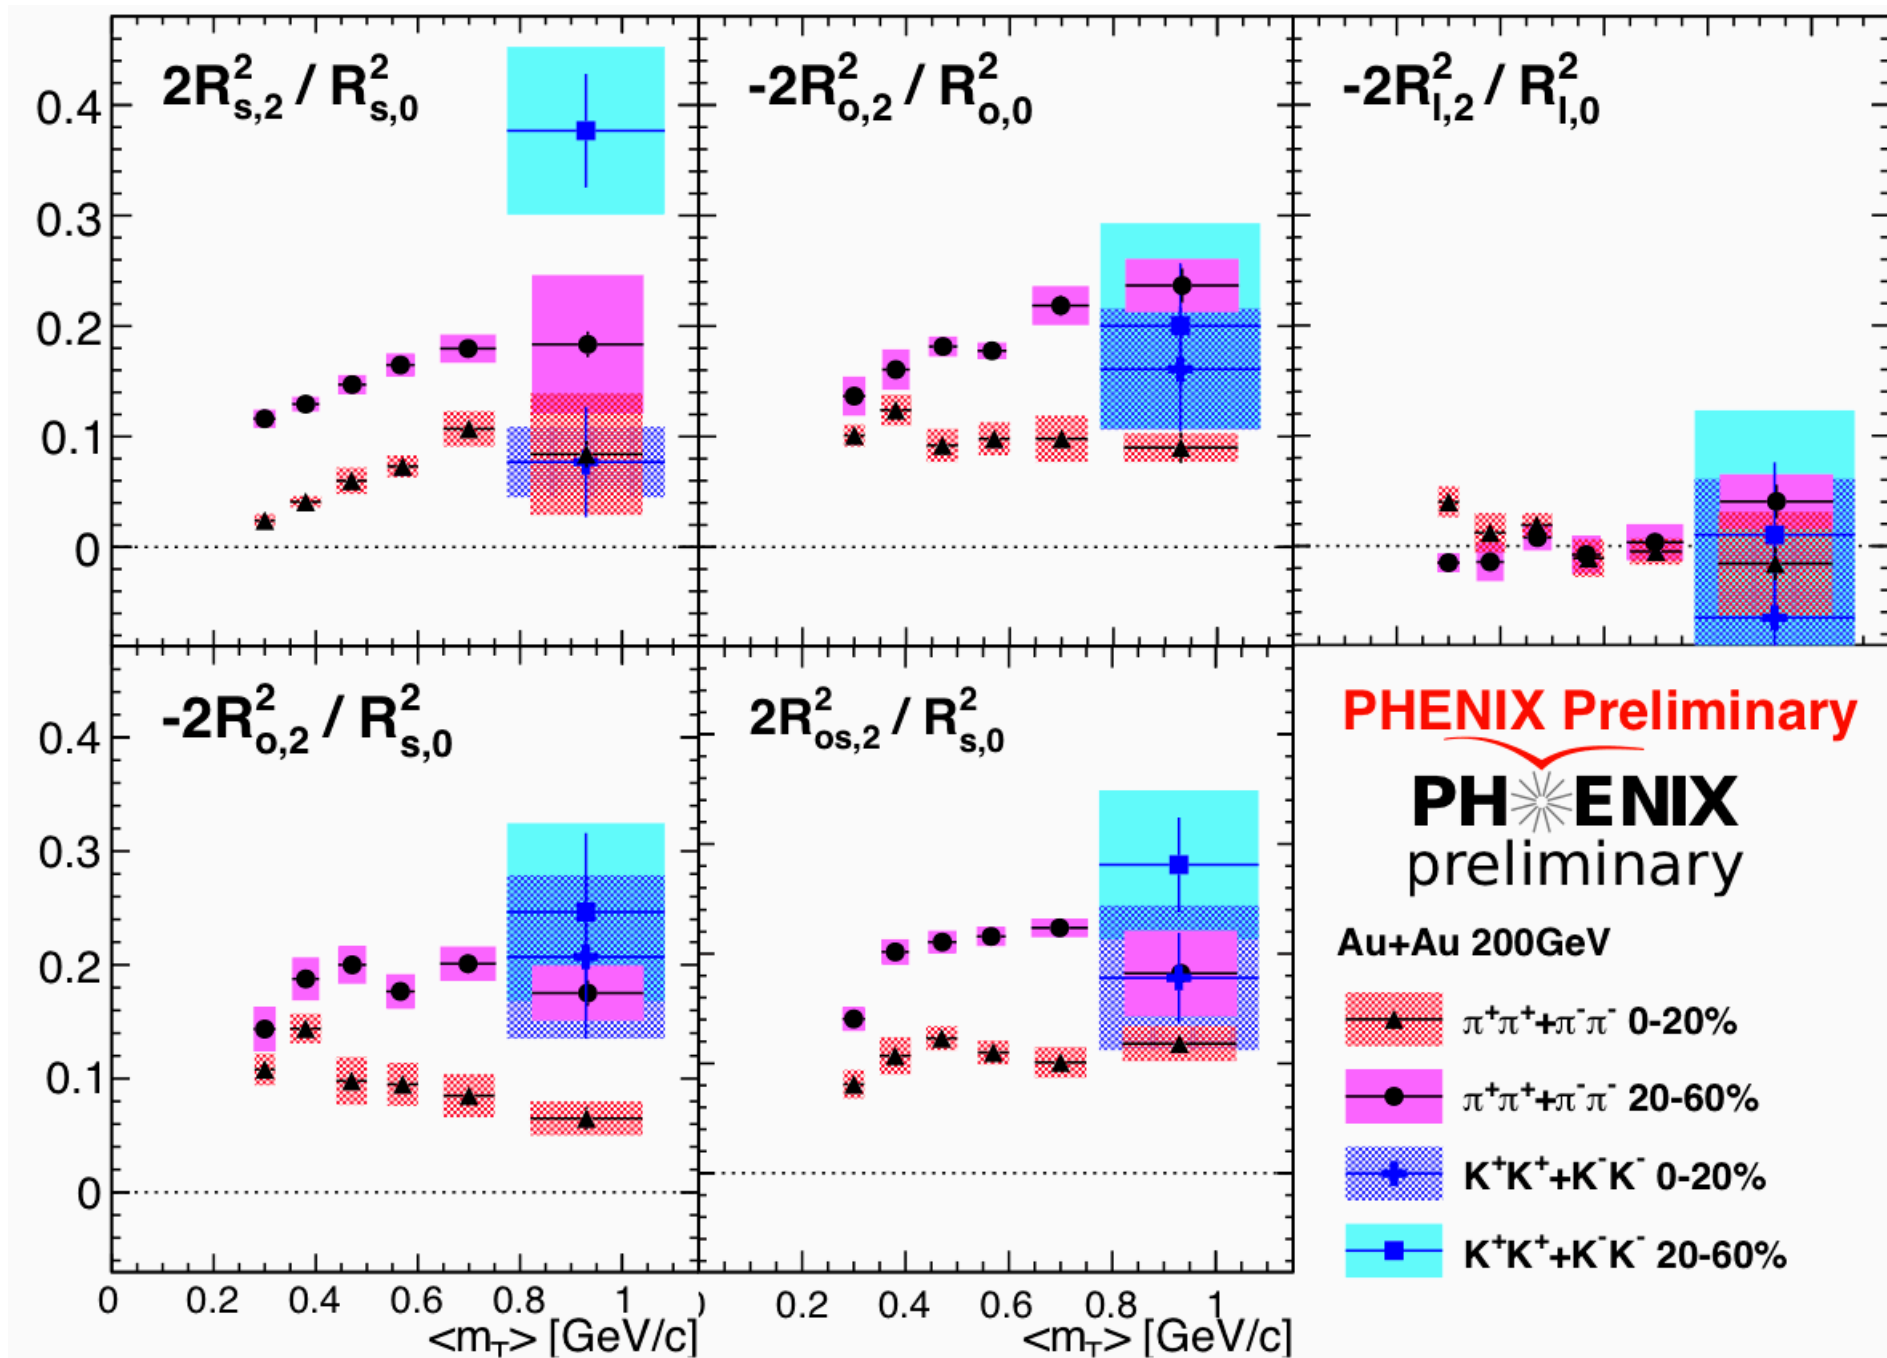 2R²s,2 / R²s,0
-2R²o,2 / R²o,0
-2R²l,2 / R²l,0
0.4
0.3
0.2
0.1
0
-2R²o,2 / R²s,0
2R²os,2 / R²s,0
0.4
0.3
0.2
0.1
0
0 0.2 0.4 0.6 0.8 1
<mT> [GeV/c]
0.2 0.4 0.6 0.8 1
<mT> [GeV/c]
PHENIX Preliminary
PHENIX
preliminary
Au+Au 200GeV
π⁺π⁺+π⁻π⁻ 0-20%
π⁺π⁺+π⁻π⁻ 20-60%
K⁺K⁺+K⁻K⁻ 0-20%
K⁺K⁺+K⁻K⁻ 20-60%